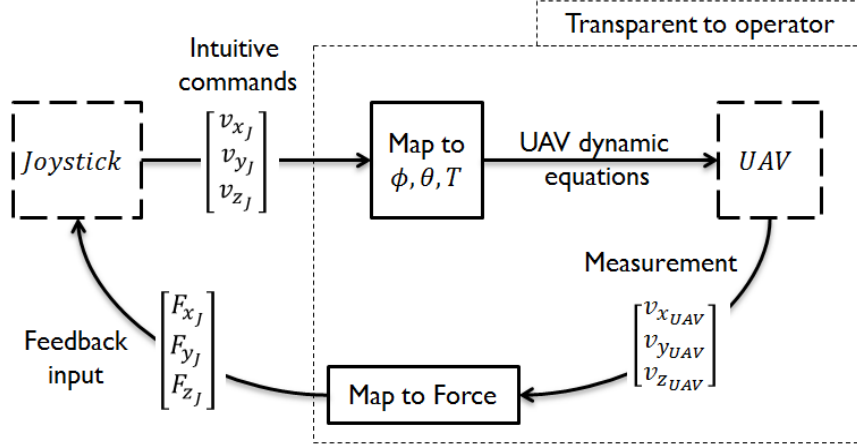 Transparent to operator
Intuitive
commands
Joystick
[v_{x_J}
v_{y_J}
v_{z_J}]
Map to
ϕ, θ, T
UAV dynamic
equations
UAV
Measurement
[v_{x_{UAV}}
v_{y_{UAV}}
v_{z_{UAV}}]
Map to Force
[F_{x_J}
F_{y_J}
F_{z_J}]
Feedback
input